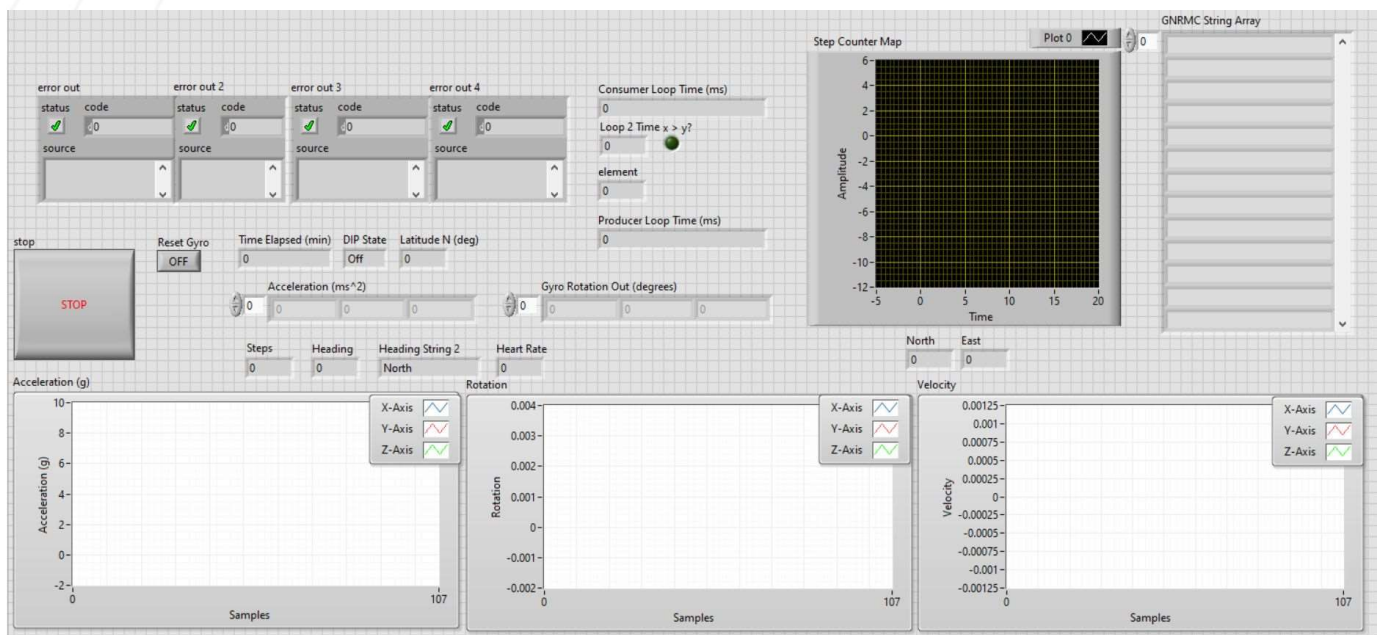 GNRMC String Array
Step Counter Map
Plot 0
0
6
4
2
0
-2
-4
-6
-8
-10
-12
Amplitude
-5 0 5 10 15 20
Time
error out error out 2 error out 3 error out 4
status code status code status code status code
0 0 0 0
source source source source
Consumer Loop Time (ms)
0
Loop 2 Time x > y?
0
element
0
Producer Loop Time (ms)
0
stop
STOP
Reset Gyro
OFF
Time Elapsed (min) DIP State Latitude N (deg)
0 Off 0
Acceleration (ms^2)
0 0 0 0
Gyro Rotation Out (degrees)
0 0 0 0
Steps Heading Heading String 2 Heart Rate
0 0 North 0
North East
0 0
Acceleration (g)
X-Axis
Y-Axis
Z-Axis
10
8
6
4
2
0
-2
Acceleration (g)
0 107
Samples
Rotation
X-Axis
Y-Axis
Z-Axis
0.004
0.003
0.002
0.001
0
-0.001
-0.002
Rotation
0 107
Samples
Velocity
X-Axis
Y-Axis
Z-Axis
0.00125
0.001
0.00075
0.0005
0.00025
0
-0.00025
-0.0005
-0.00075
-0.001
-0.00125
Velocity
0 107
Samples